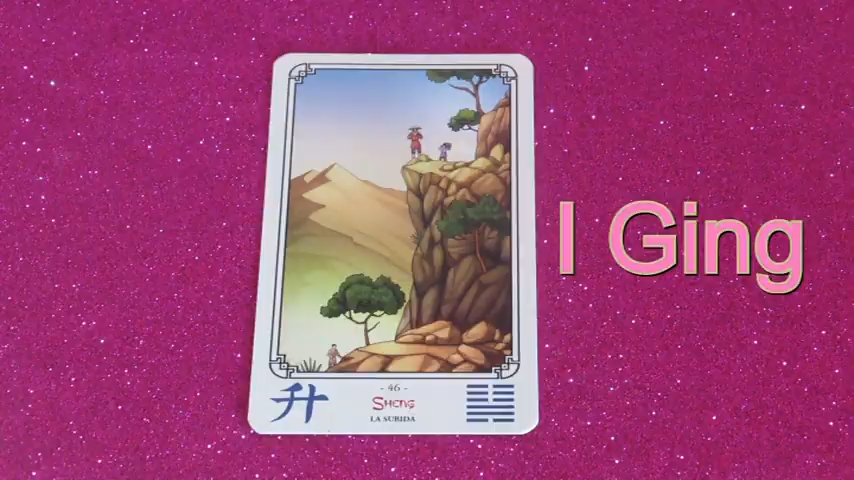 I Ging
升
- 46 -
Sheng
LA SUBIDA